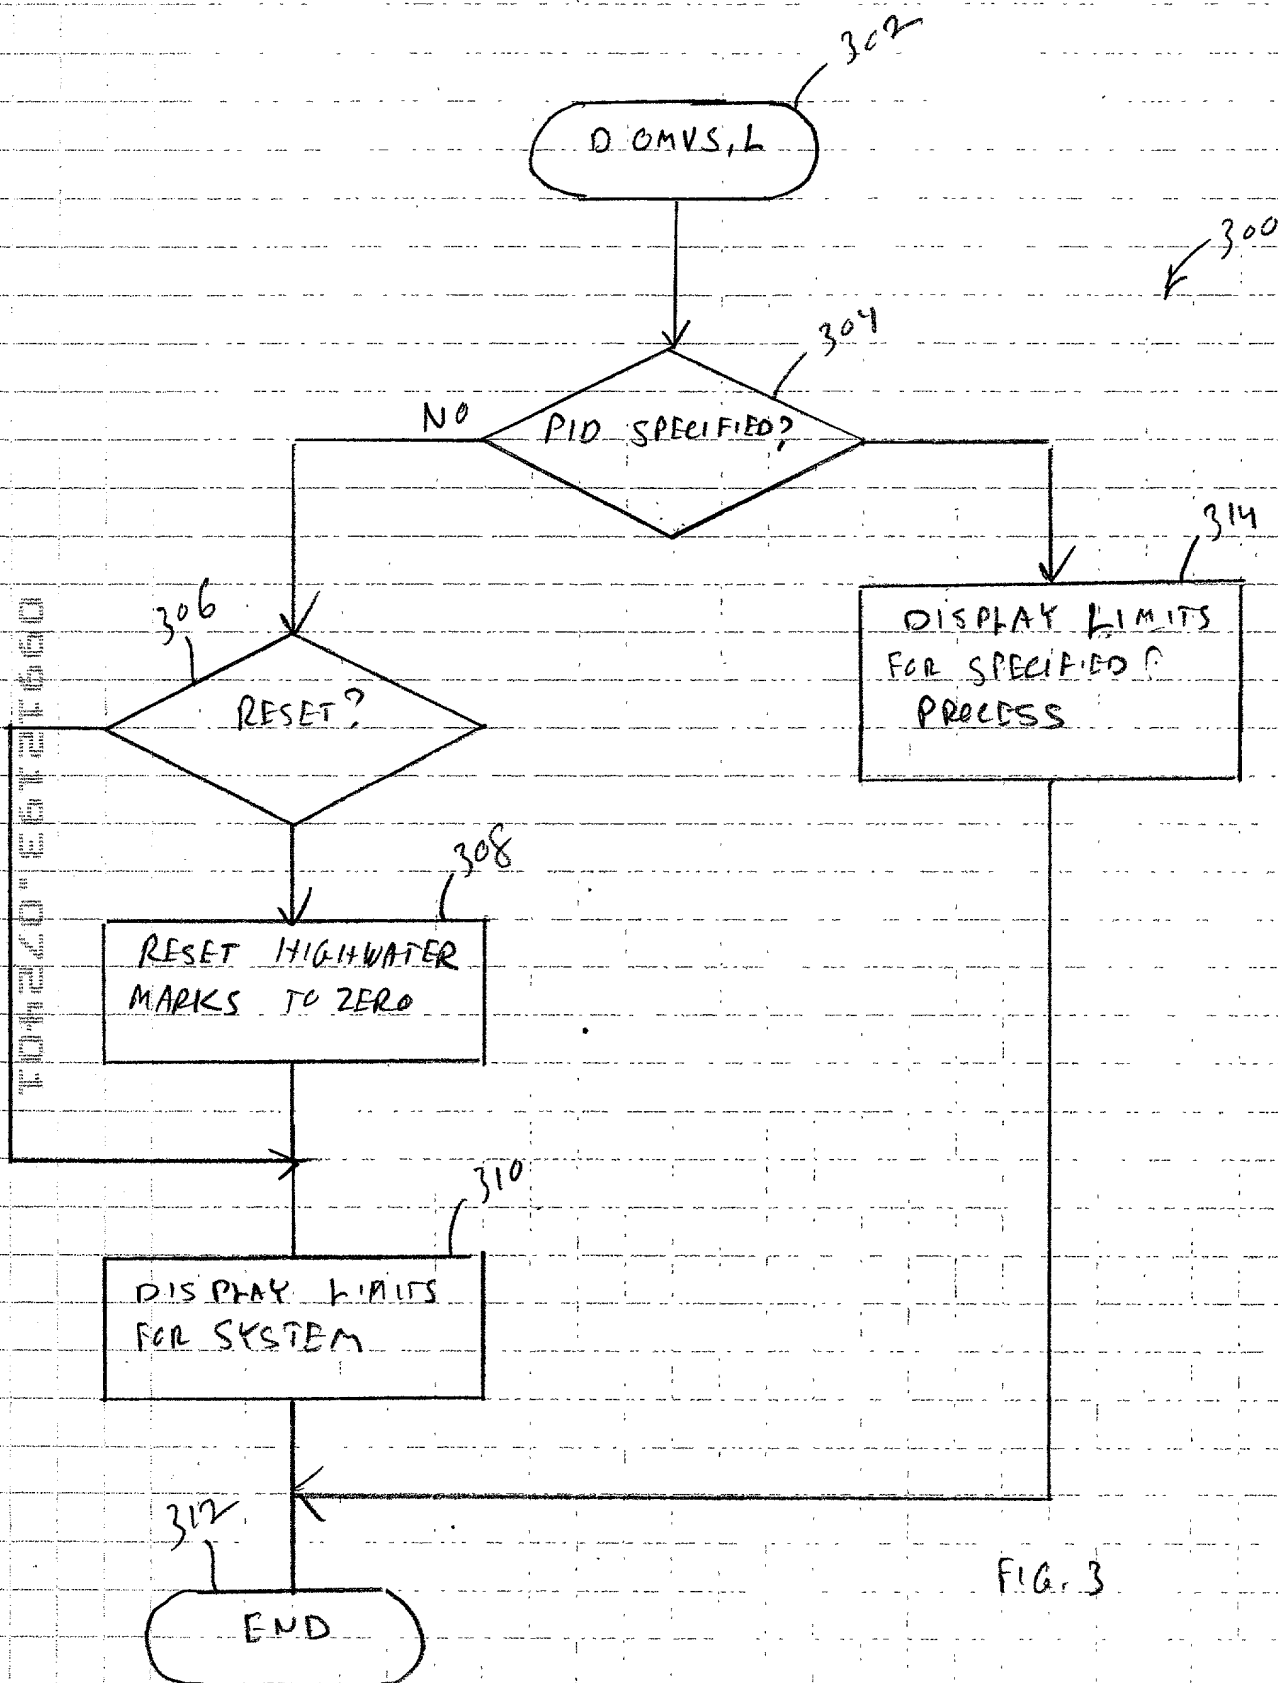 302
D OMVS, L
300
304
NO
PID SPECIFIED?
314
DISPLAY LIMITS
FOR SPECIFIED
PROCESS
306
RESET?
308
RESET HIGHWATER
MARKS TO ZERO
310
DISPLAY LIMITS
FOR SYSTEM
312
END
FIG. 3